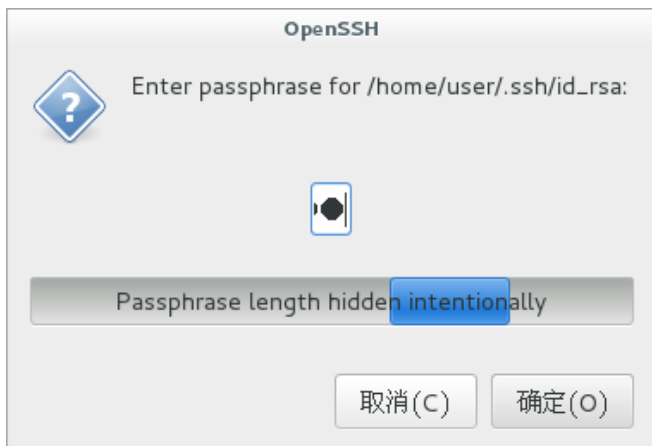 OpenSSH
Enter passphrase for /home/user/.ssh/id_rsa:
Passphrase length hidden intentionally
取消(C) 确定(O)